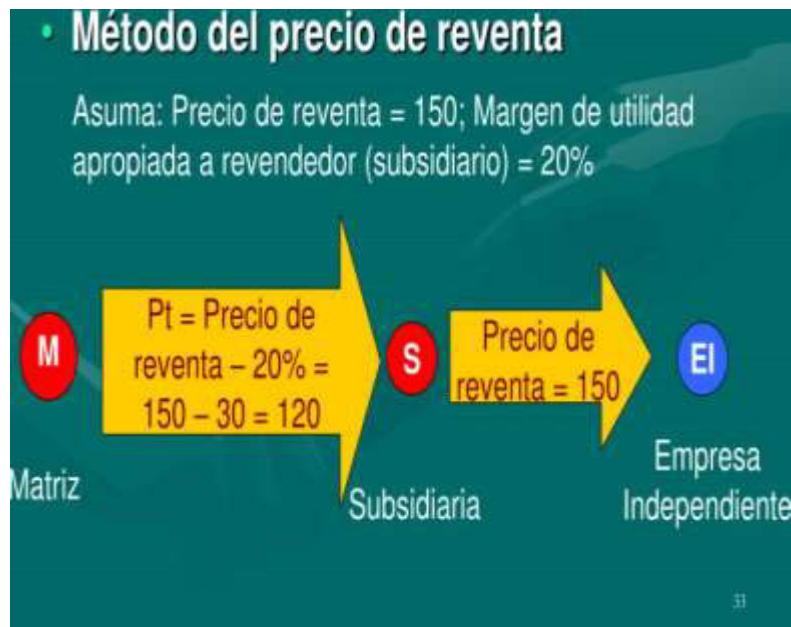 • Método del precio de reventa
Asuma: Precio de reventa = 150; Margen de utilidad
apropiada a revendedor (subsidiario) = 20%
M
Pt = Precio de
reventa – 20% =
150 – 30 = 120
S
Precio de
reventa = 150
EI
Matriz
Subsidiaria
Empresa
Independiente
33